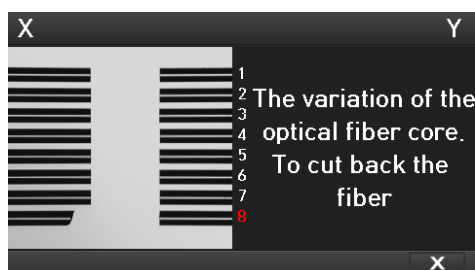 X Y
1
2
3
4
5
6
7
8
The variation of the
optical fiber core.
To cut back the
fiber
X